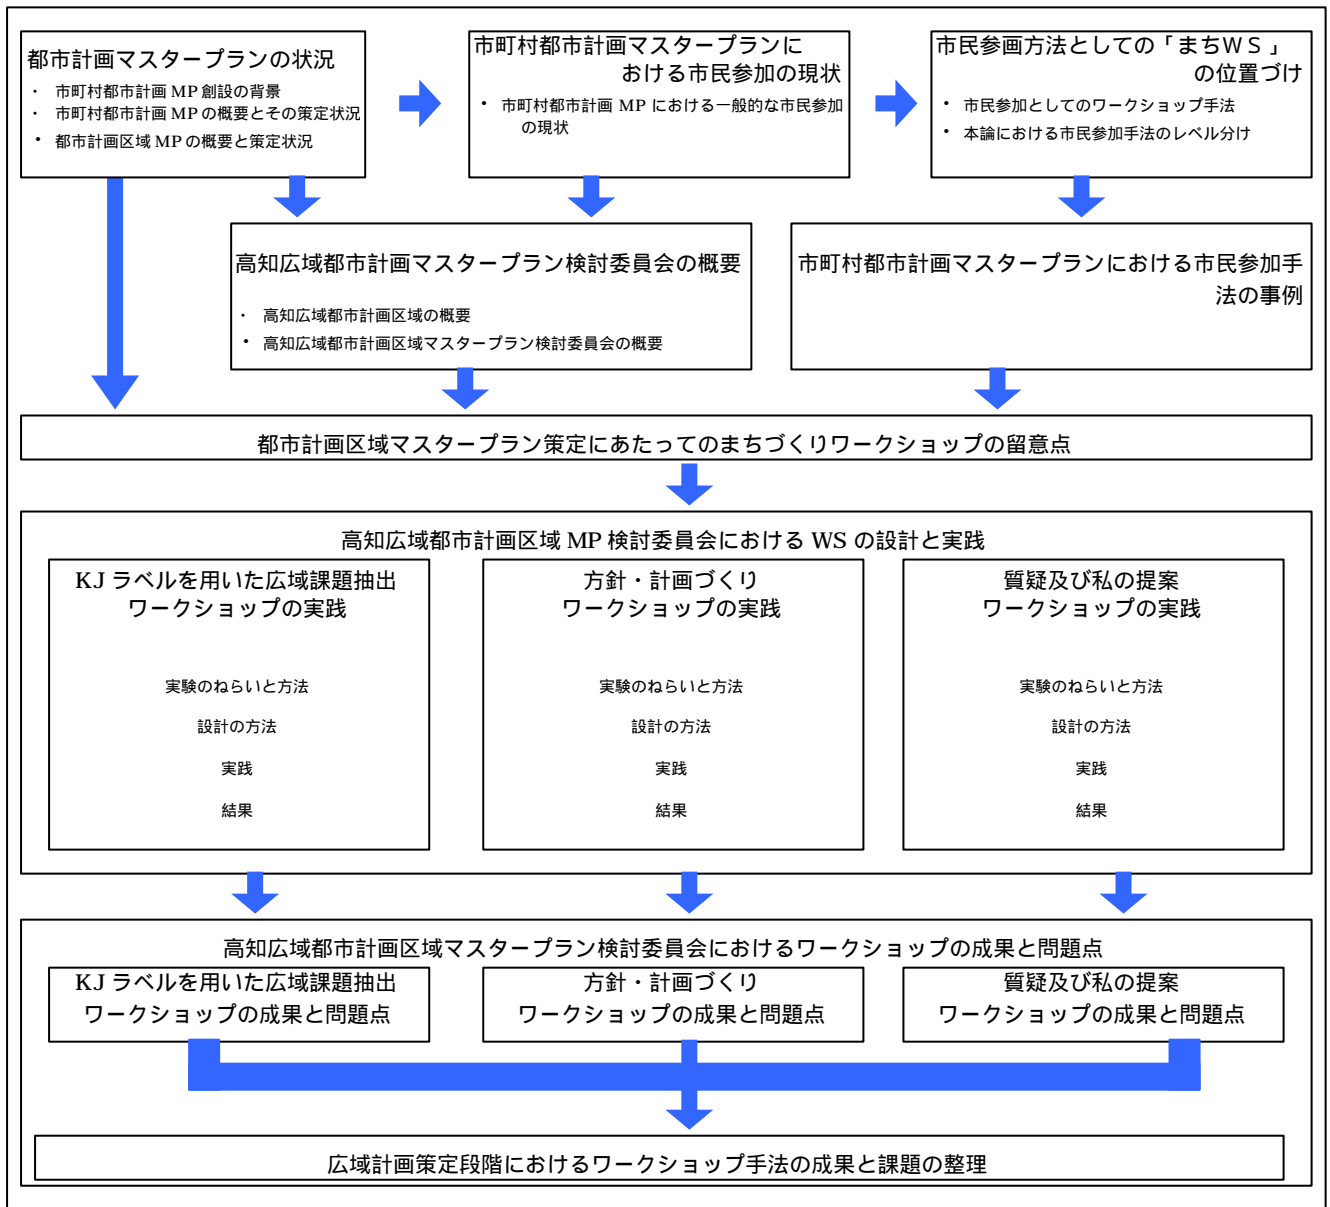 都市計画マスタープランの状況
・ 市町村都市計画 MP 創設の背景
・ 市町村都市計画 MP の概要とその策定状況
・ 都市計画区域 MP の概要と策定状況
市町村都市計画マスタープランに
おける市民参加の現状
・ 市町村都市計画 MP における一般的な市民参加
の現状
市民参画方法としての「まちＷＳ」
の位置づけ
・ 市民参加としてのワークショップ手法
・ 本論における市民参加手法のレベル分け
高知広域都市計画マスタープラン検討委員会の概要
・ 高知広域都市計画区域の概要
・ 高知広域都市計画区域マスタープラン検討委員会の概要
市町村都市計画マスタープランにおける市民参加手
法の事例
都市計画区域マスタープラン策定にあたってのまちづくりワークショップの留意点
高知広域都市計画区域 MP 検討委員会における WS の設計と実践
KJ ラベルを用いた広域課題抽出
ワークショップの実践
実験のねらいと方法
設計の方法
実践
結果
方針・計画づくり
ワークショップの実践
実験のねらいと方法
設計の方法
実践
結果
質疑及び私の提案
ワークショップの実践
実験のねらいと方法
設計の方法
実践
結果
高知広域都市計画区域マスタープラン検討委員会におけるワークショップの成果と問題点
KJ ラベルを用いた広域課題抽出
ワークショップの成果と問題点
方針・計画づくり
ワークショップの成果と問題点
質疑及び私の提案
ワークショップの成果と問題点
広域計画策定段階におけるワークショップ手法の成果と課題の整理